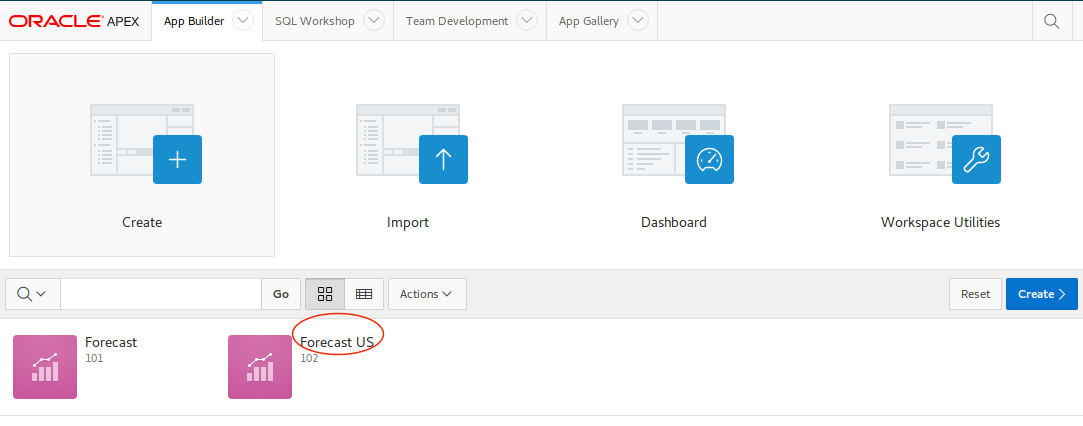 ORACLE APEX App Builder SQL Workshop Team Development App Gallery
Create Import Dashboard Workspace Utilities
Go Actions Reset Create
Forecast Forecast US
101 102